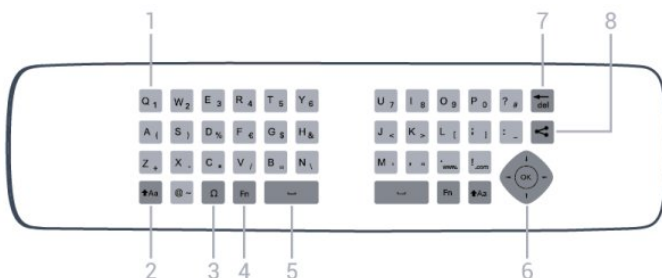 1 7 8
Q 1 W 2 E 3 R 4 T 5 Y 6 U 7 I 8 O 9 P 0 ? # del
A ( S ) D % F € G $ H & J < K > L [ ; ] : _
Z + X - C * V / B N \ M ' , " . www. ! .com
Aa @ ~ Ω Fn Fn Aa OK
2 3 4 5 6